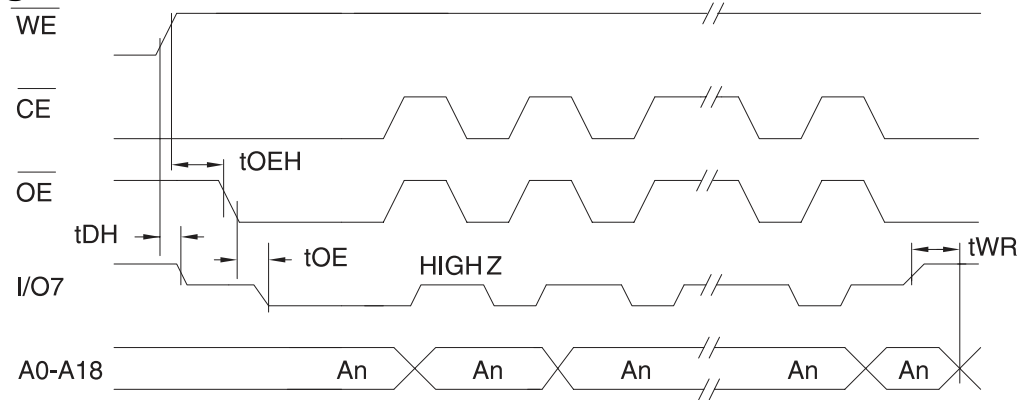 WE
CE
tOEH
OE
tDH
tOE
tWR
HIGH Z
I/O7
A0-A18 An An An An An